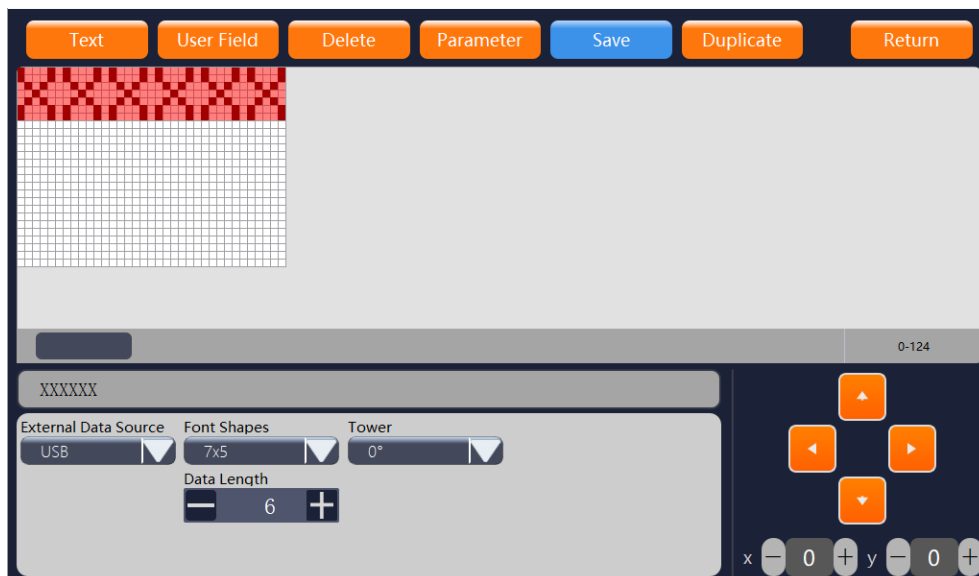 Text User Field Delete Parameter Save Duplicate Return
XXXXXX
0-124
XXXXXX
External Data Source Font Shapes Tower
USB 7x5 0°
Data Length
— 6 +
x — 0 + y — 0 +